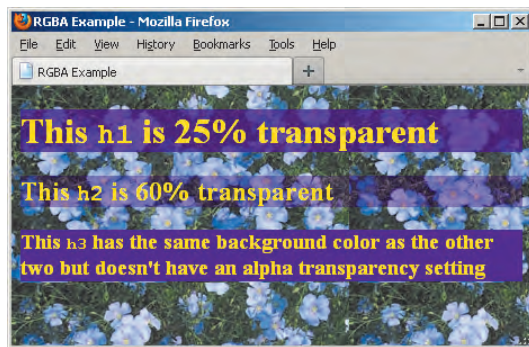 RGBA Example - Mozilla Firefox
File Edit View History Bookmarks Tools Help
RGBA Example
This h1 is 25% transparent
This h2 is 60% transparent
This h3 has the same background color as the other
two but doesn't have an alpha transparency setting